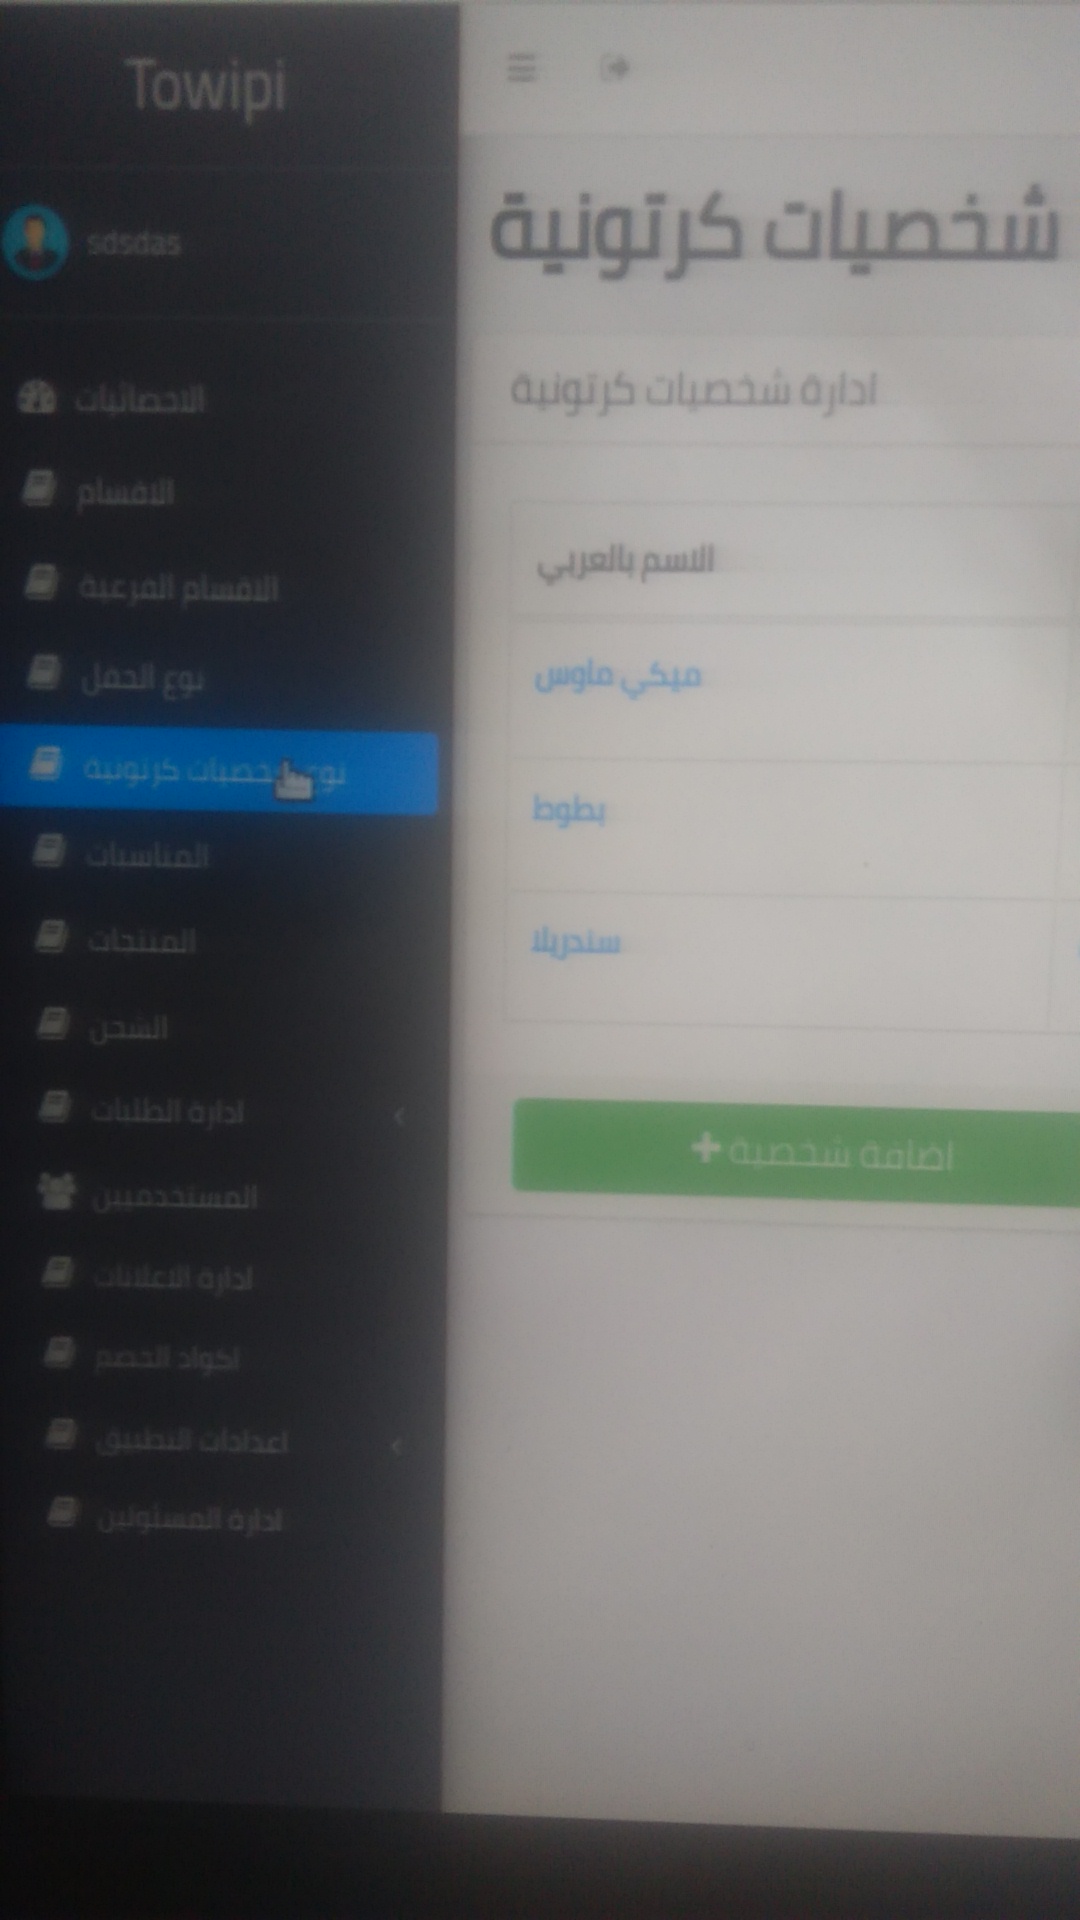 Towipi
sdsdas
الاحصائيات
الاقسام
الاقسام الفرعية
نوع الحفل
نوع شخصيات كرتونية
المناسبات
المنتجات
الشحن
ادارة الطلبات
المستخدميين
ادارة الاعلانات
اكواد الخصم
اعدادات التطبيق
ادارة المسئولين
شخصيات كرتونية
ادارة شخصيات كرتونية
الاسم بالعربي
ميكي ماوس
بطوط
سندريلا
اضافة شخصية